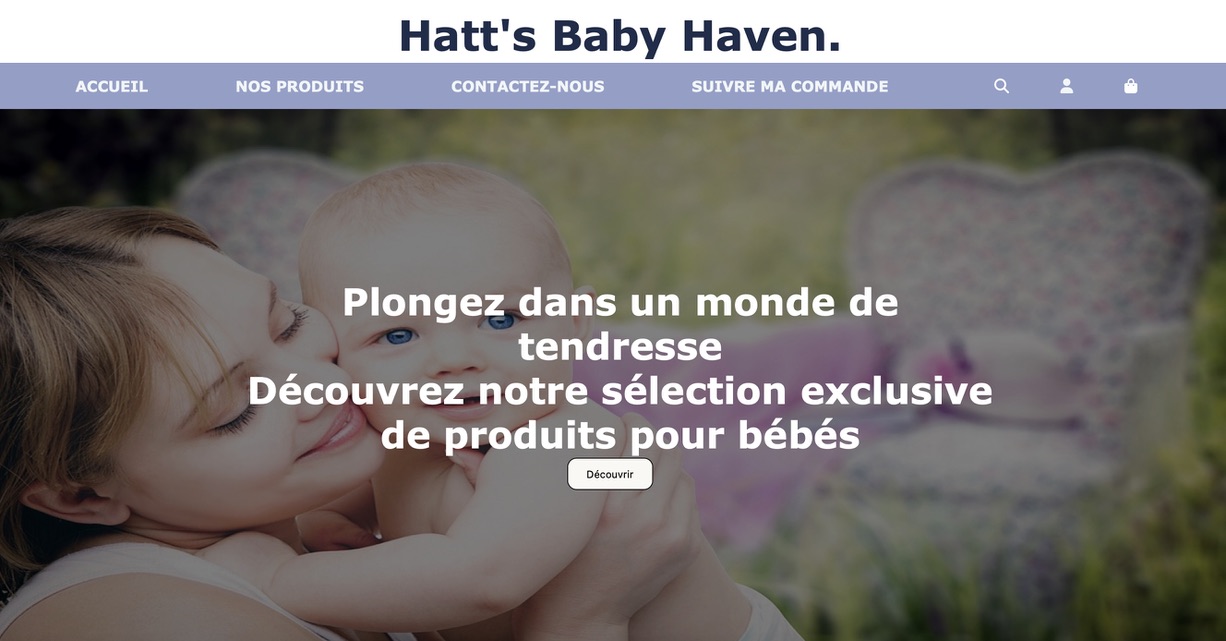 Hatt's Baby Haven.
ACCUEIL NOS PRODUITS CONTACTEZ-NOUS SUIVRE MA COMMANDE
Plongez dans un monde de
tendresse
Découvrez notre sélection exclusive
de produits pour bébés
Découvrir